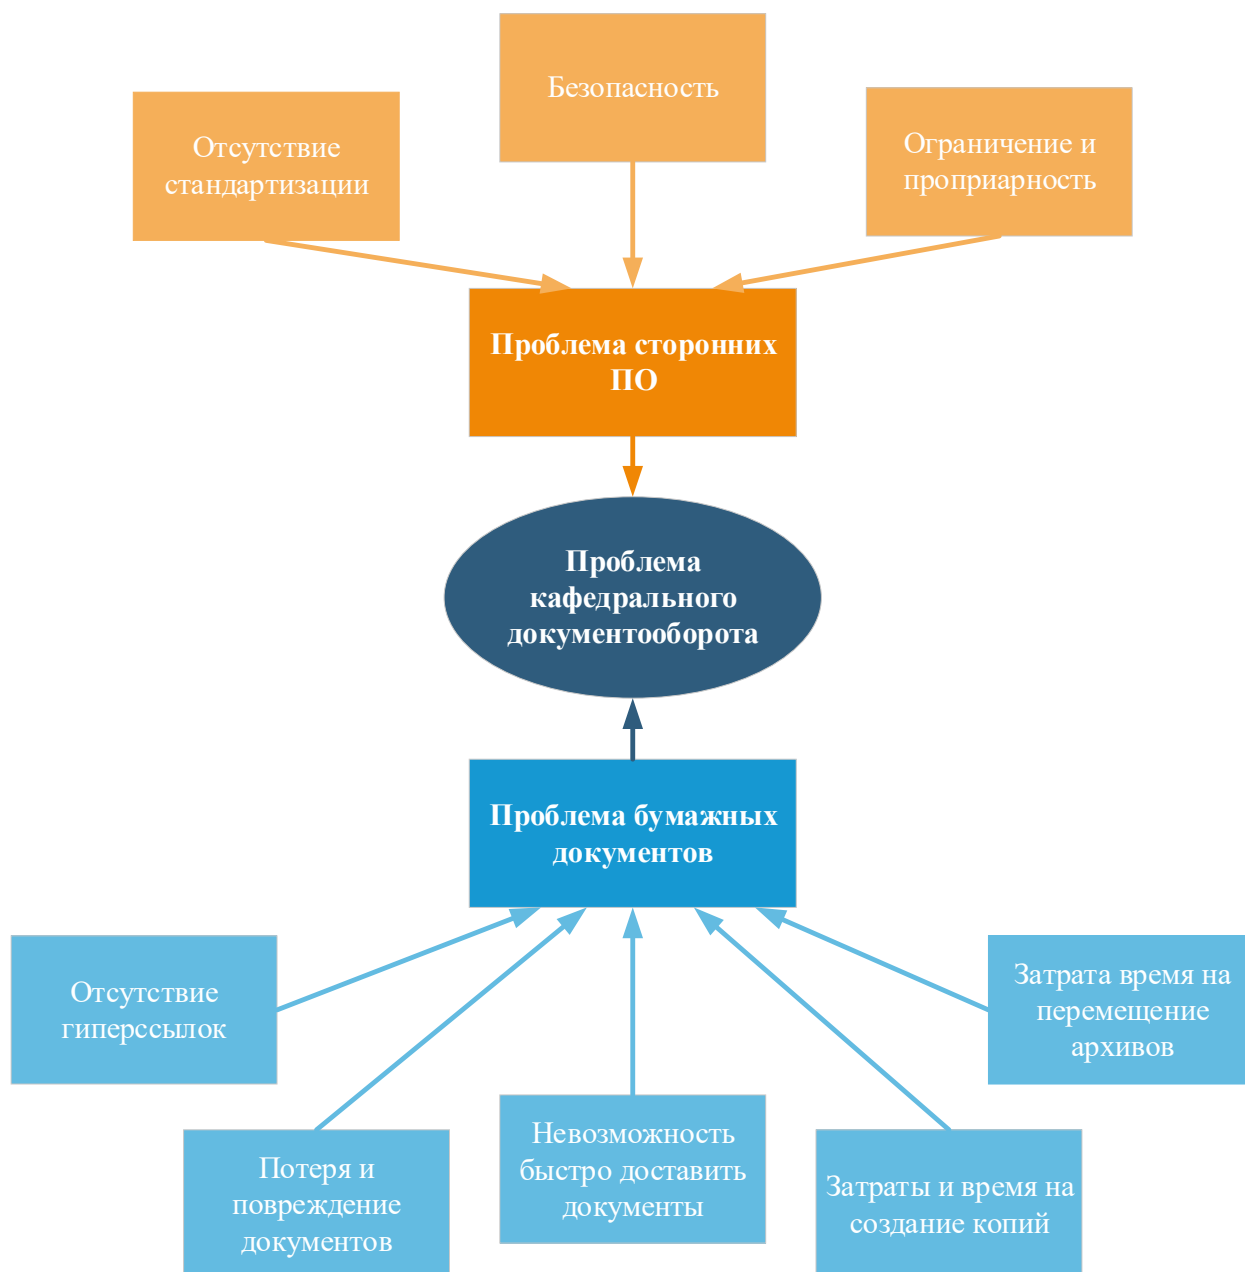 Безопасность
Отсутствие
стандартизации
Ограничение и
проприарность
Проблема сторонних
ПО
Проблема
кафедрального
документооборота
Проблема бумажных
документов
Отсутствие
гиперссылок
Затрата время на
перемещение
архивов
Потеря и
повреждение
документов
Невозможность
быстро доставить
документы
Затраты и время на
создание копий